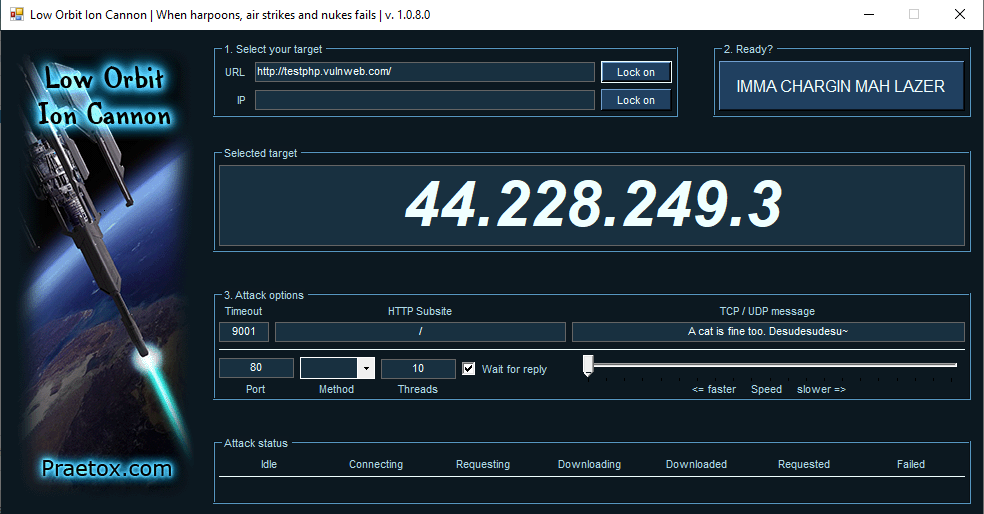 Low Orbit Ion Cannon | When harpoons, air strikes and nukes fails | v. 1.0.8.0
Low Orbit
Ion Cannon
Praetox.com
1. Select your target
URL http://testphp.vulnweb.com/ Lock on
IP Lock on
2. Ready?
IMMA CHARGIN MAH LAZER
Selected target
44.228.249.3
3. Attack options
Timeout HTTP Subsite TCP / UDP message
9001 / A cat is fine too. Desudesudesu~
80 10 Wait for reply
Port Method Threads <= faster Speed slower =>
Attack status
Idle Connecting Requesting Downloading Downloaded Requested Failed